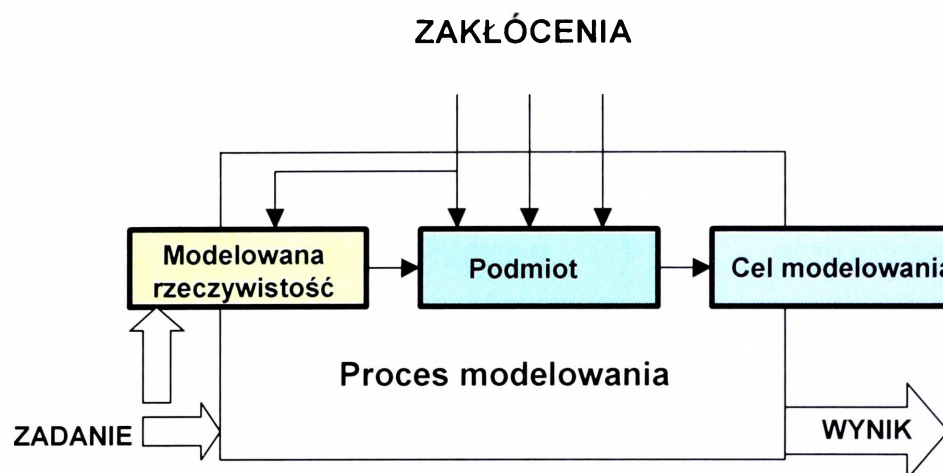 ZAKŁÓCENIA
Modelowana
rzeczywistość
Podmiot
Cel modelowania
Proces modelowania
ZADANIE
WYNIK